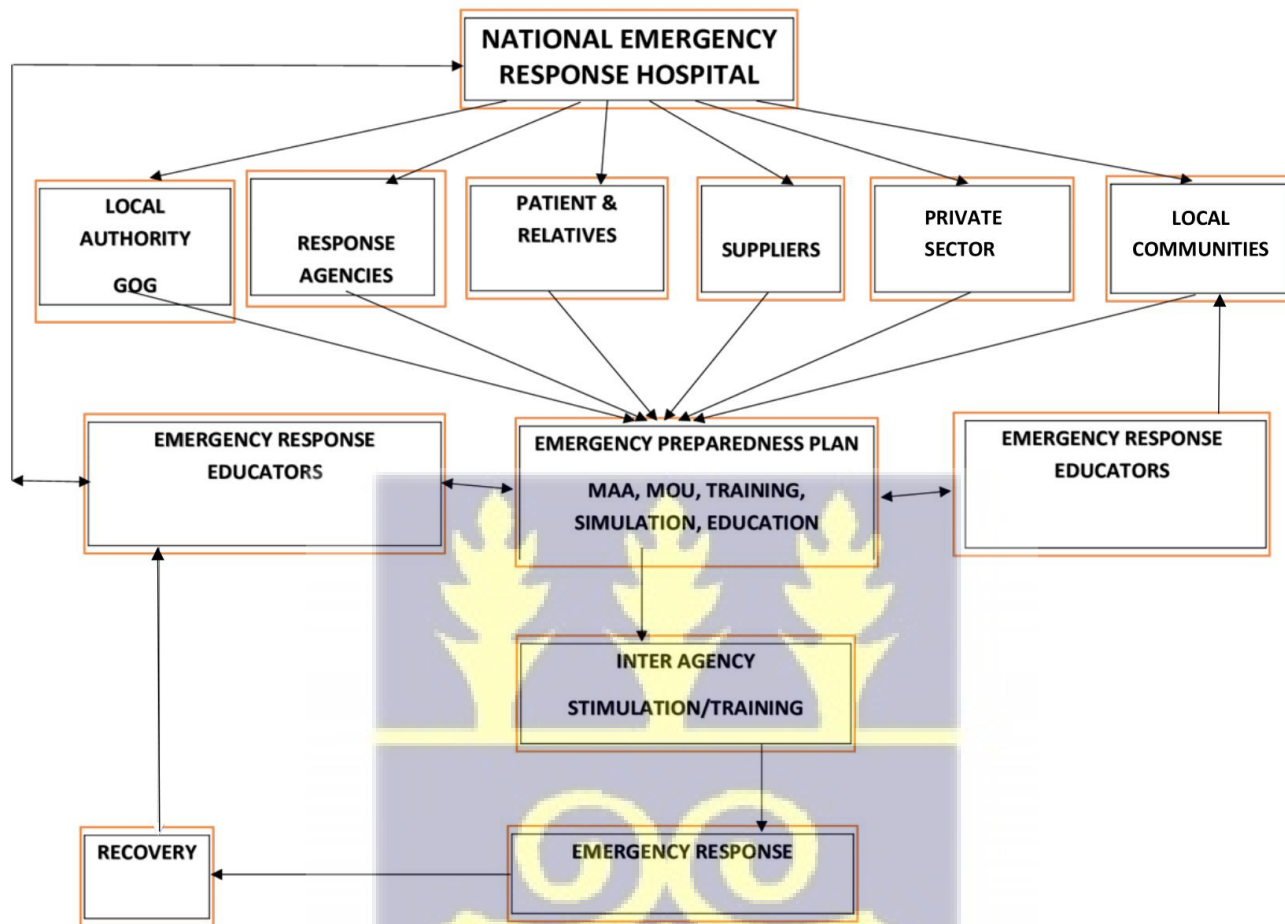 NATIONAL EMERGENCY
RESPONSE HOSPITAL
LOCAL
AUTHORITY
GOG
RESPONSE
AGENCIES
PATIENT &
RELATIVES
SUPPLIERS
PRIVATE
SECTOR
LOCAL
COMMUNITIES
EMERGENCY RESPONSE
EDUCATORS
EMERGENCY PREPAREDNESS PLAN
MAA, MOU, TRAINING,
SIMULATION, EDUCATION
EMERGENCY RESPONSE
EDUCATORS
INTER AGENCY
STIMULATION/TRAINING
RECOVERY
EMERGENCY RESPONSE